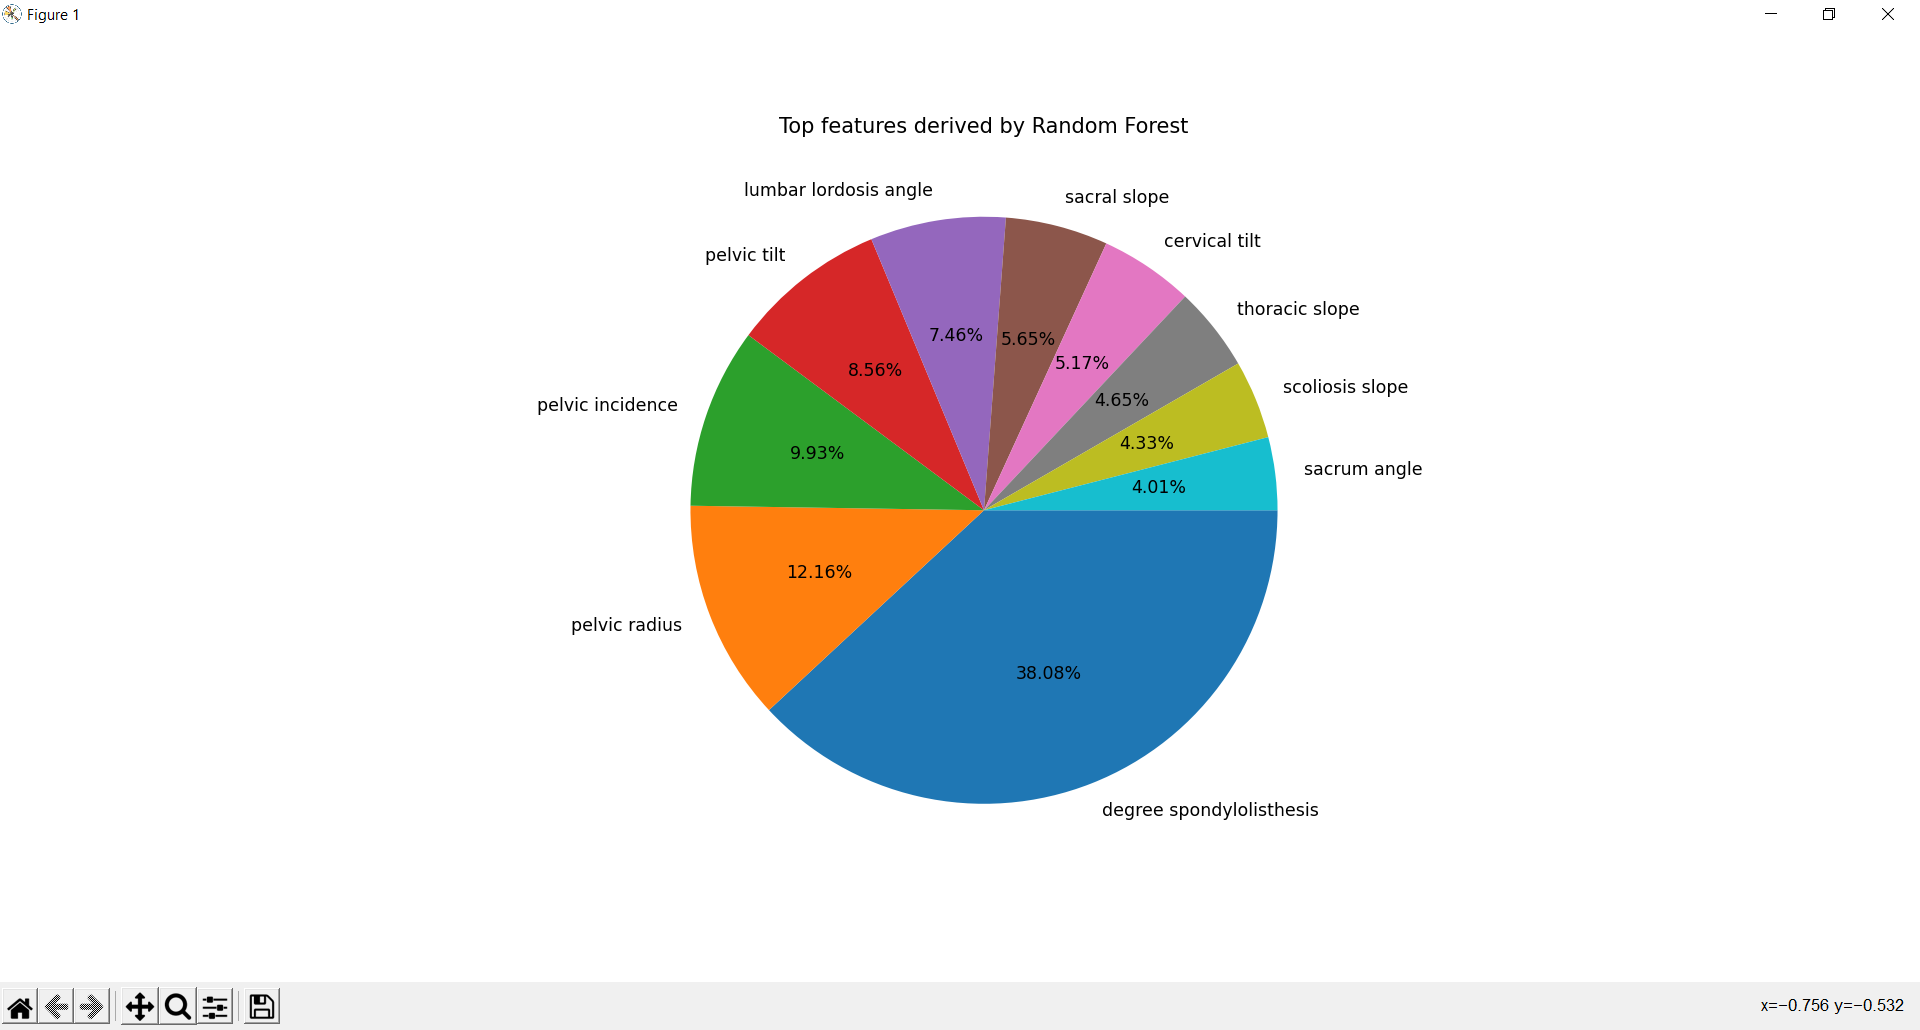 Figure 1
Top features derived by Random Forest
lumbar lordosis angle
sacral slope
cervical tilt
pelvic tilt
thoracic slope
7.46%
5.65%
5.17%
8.56%
scoliosis slope
4.65%
pelvic incidence
4.33%
9.93%
sacrum angle
4.01%
12.16%
pelvic radius
38.08%
degree spondylolisthesis
x=−0.756 y=−0.532